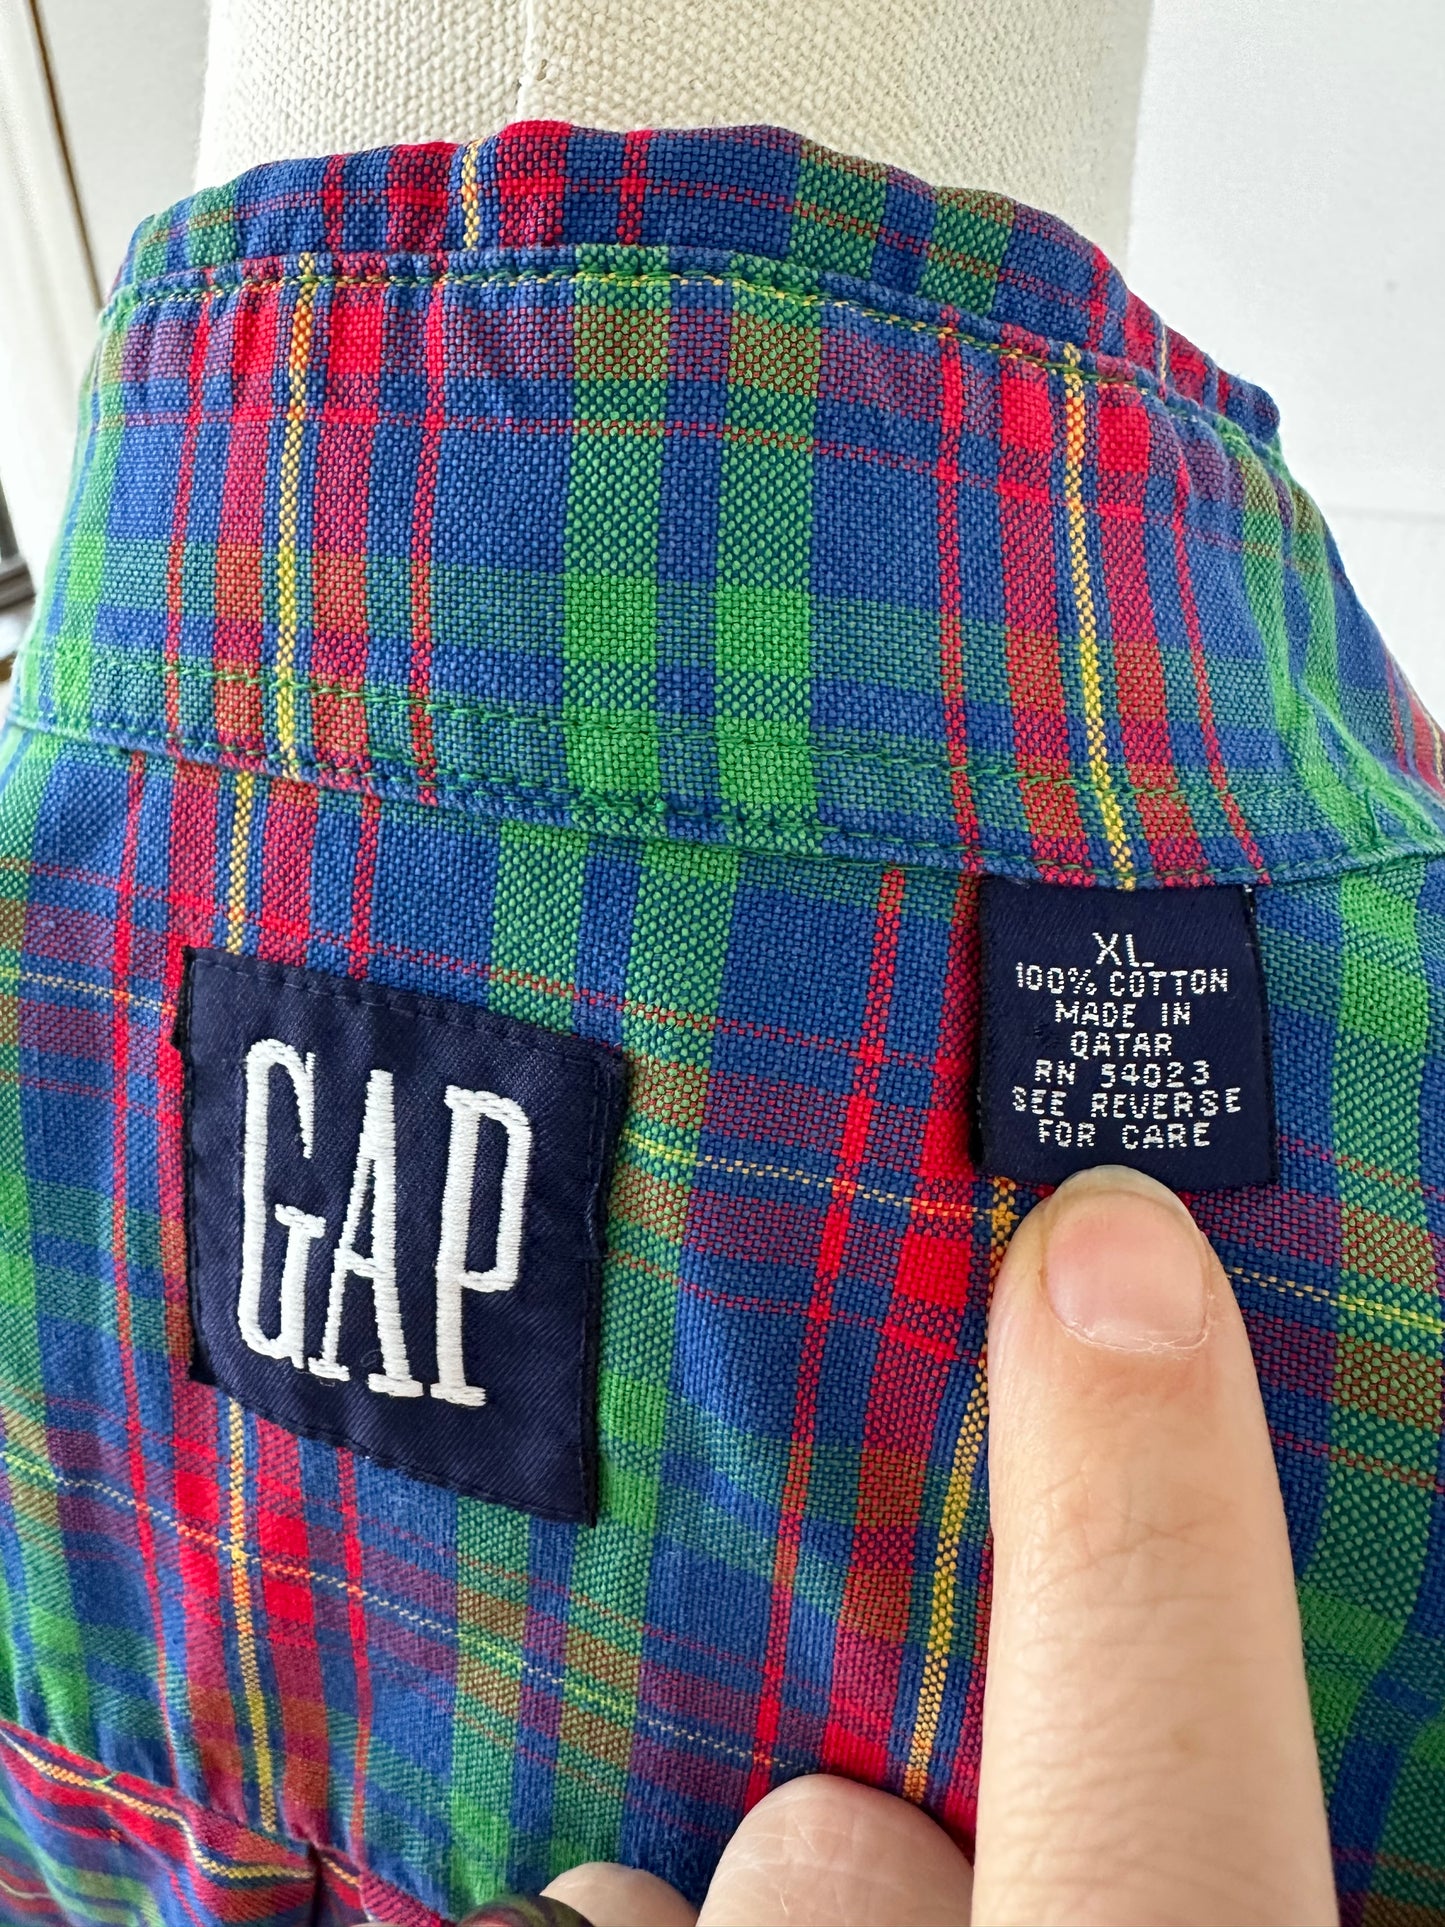 GAP
XL
100% COTTON
MADE IN
QATAR
RN 54023
SEE REVERSE
FOR CARE